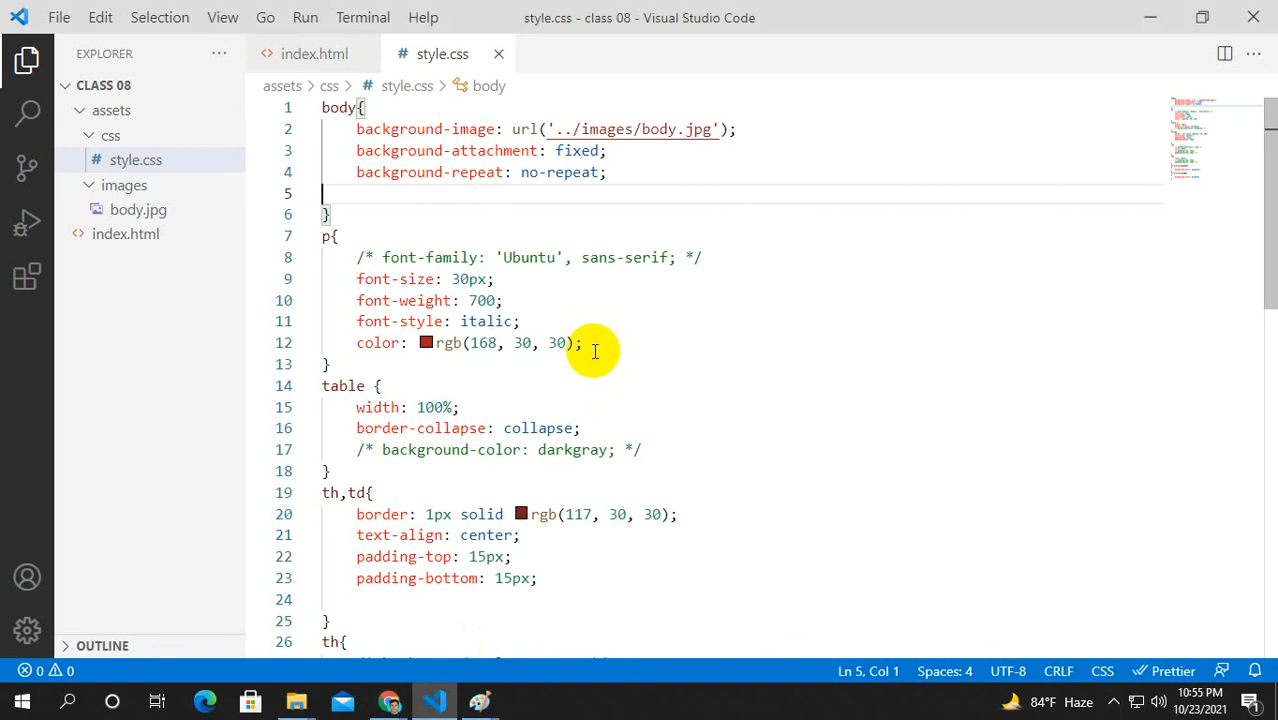 File Edit Selection View Go Run Terminal Help style.css - class 08 - Visual Studio Code
EXPLORER
CLASS 08
assets
css
# style.css
images
body.jpg
<> index.html
OUTLINE
<> index.html # style.css
assets > css > # style.css > body
1 body{
2 background-image: url('../images/body.jpg');
3 background-attachment: fixed;
4 background-repeat: no-repeat;
5
6 }
7 p{
8 /* font-family: 'Ubuntu', sans-serif; */
9 font-size: 30px;
10 font-weight: 700;
11 font-style: italic;
12 color: rgb(168, 30, 30);
13 }
14 table {
15 width: 100%;
16 border-collapse: collapse;
17 /* background-color: darkgray; */
18 }
19 th,td{
20 border: 1px solid rgb(117, 30, 30);
21 text-align: center;
22 padding-top: 15px;
23 padding-bottom: 15px;
24
25 }
26 th{
0 0 Ln 5, Col 1 Spaces: 4 UTF-8 CRLF CSS Prettier
84°F Haze 10:55 PM
10/23/2021 1